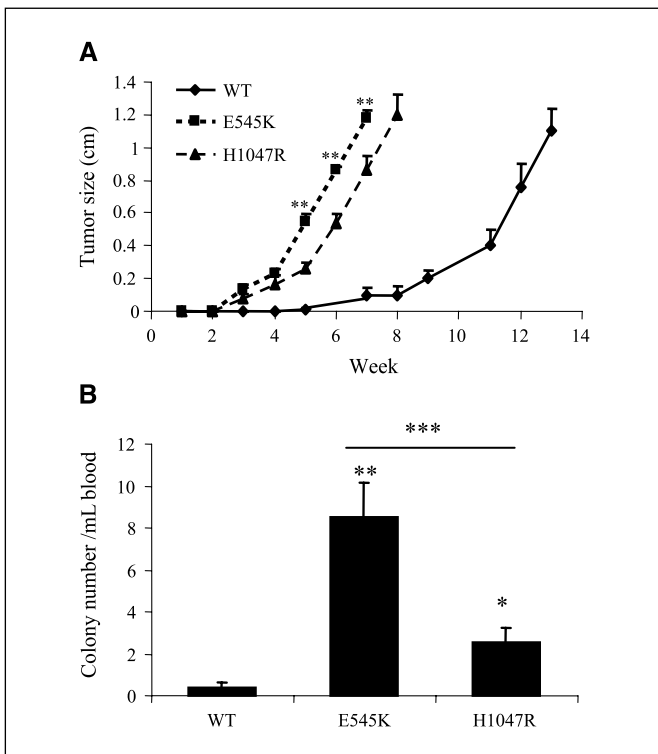 A
Tumor size (cm)
1.4
1.2
1
0.8
0.6
0.4
0.2
0
WT
E545K
H1047R
**
**
**
0 2 4 6 8 10 12 14
Week
B
Colony number /mL blood
12
10
8
6
4
2
0
***
**
*
WT E545K H1047R